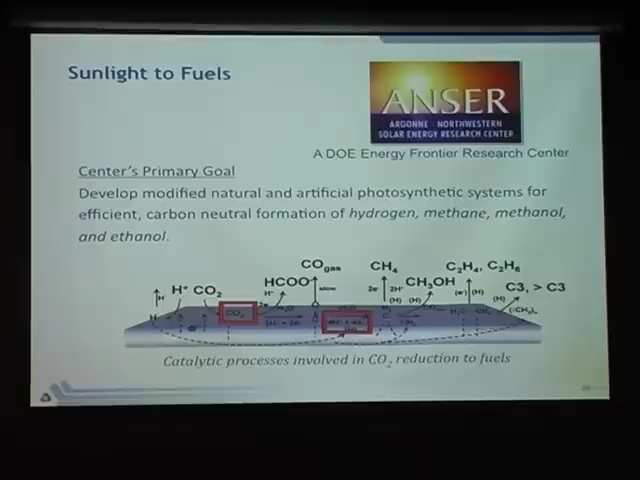 Sunlight to Fuels
ANSER
ARGONNE - NORTHWESTERN
SOLAR ENERGY RESEARCH CENTER
A DOE Energy Frontier Research Center
Center's Primary Goal
Develop modified natural and artificial photosynthetic systems for
efficient, carbon neutral formation of hydrogen, methane, methanol,
and ethanol.
H⁺ CO₂ HCOO⁻ CO gas CH₄ CH₃OH C₂H₄, C₂H₆ C3, > C3
slow
Catalytic processes involved in CO₂ reduction to fuels